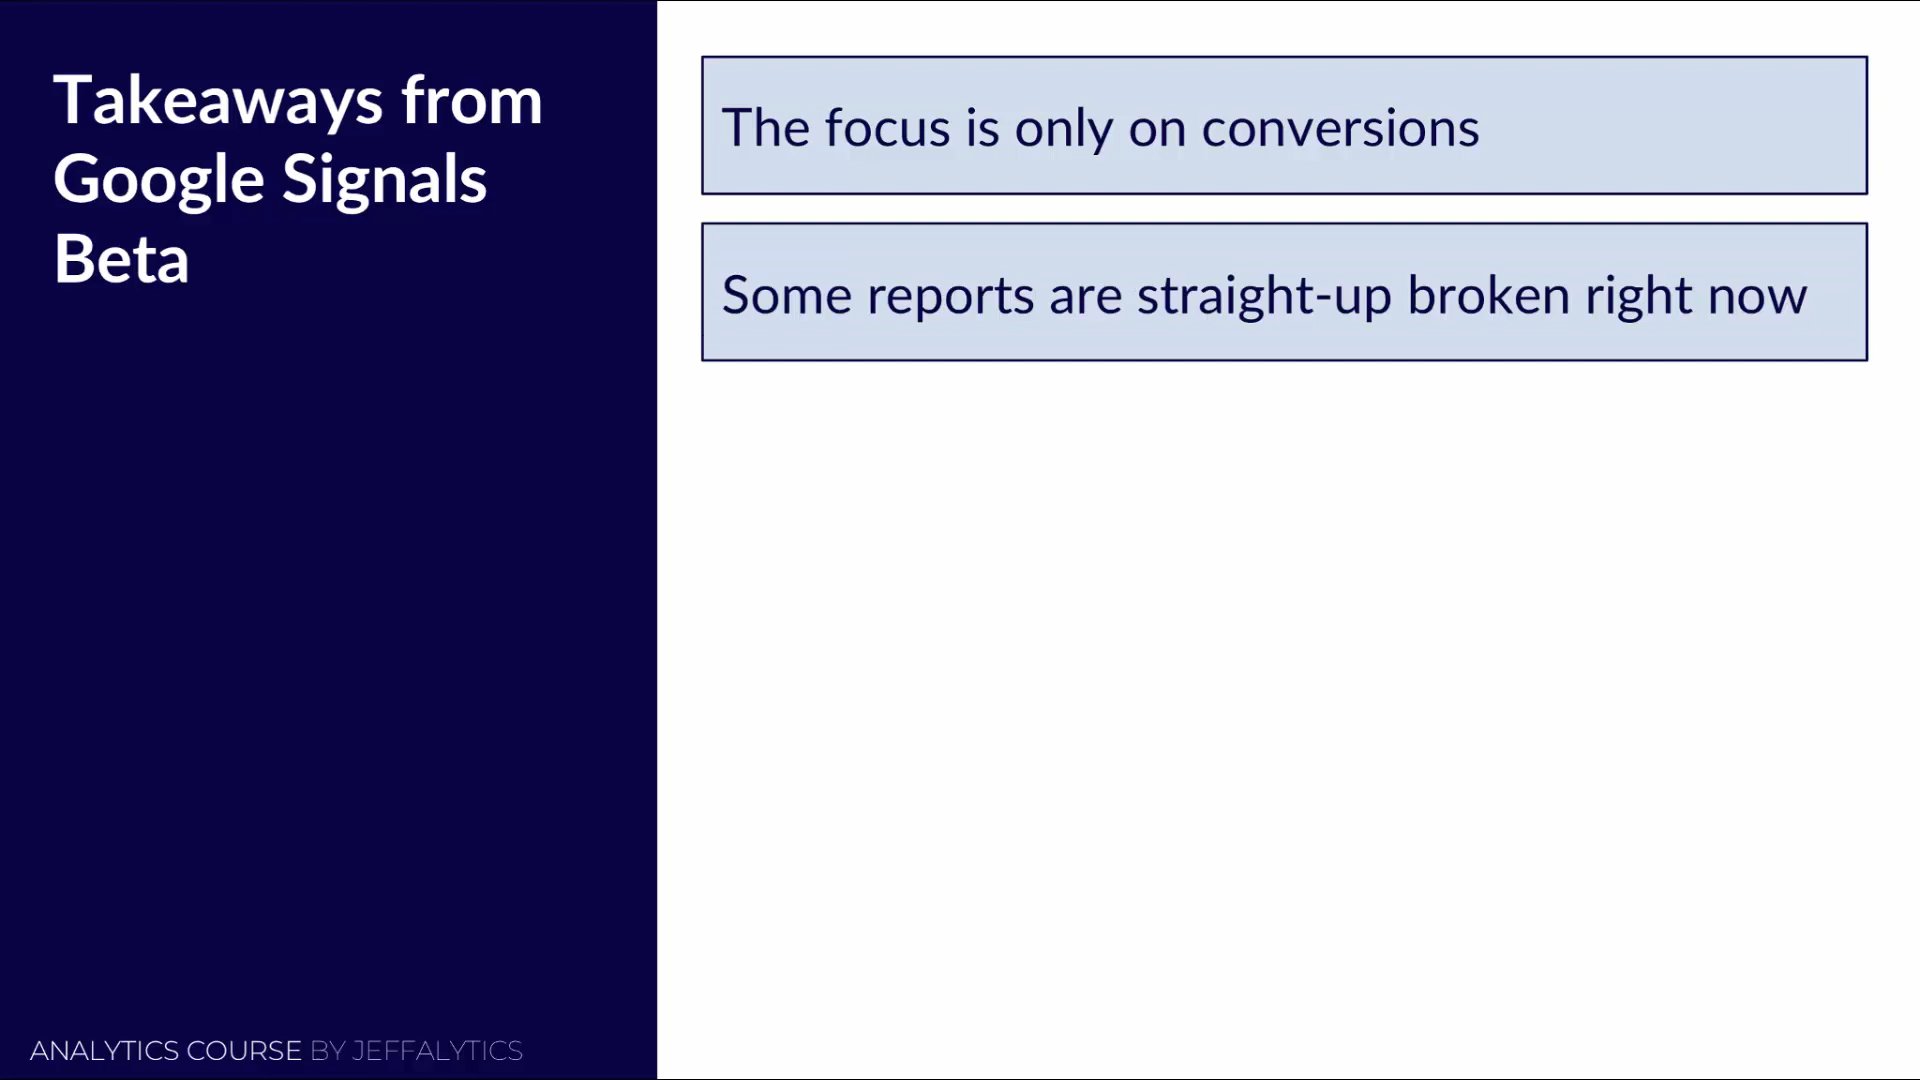 Takeaways from
Google Signals
Beta
The focus is only on conversions
Some reports are straight-up broken right now
ANALYTICS COURSE BY JEFFALYTICS